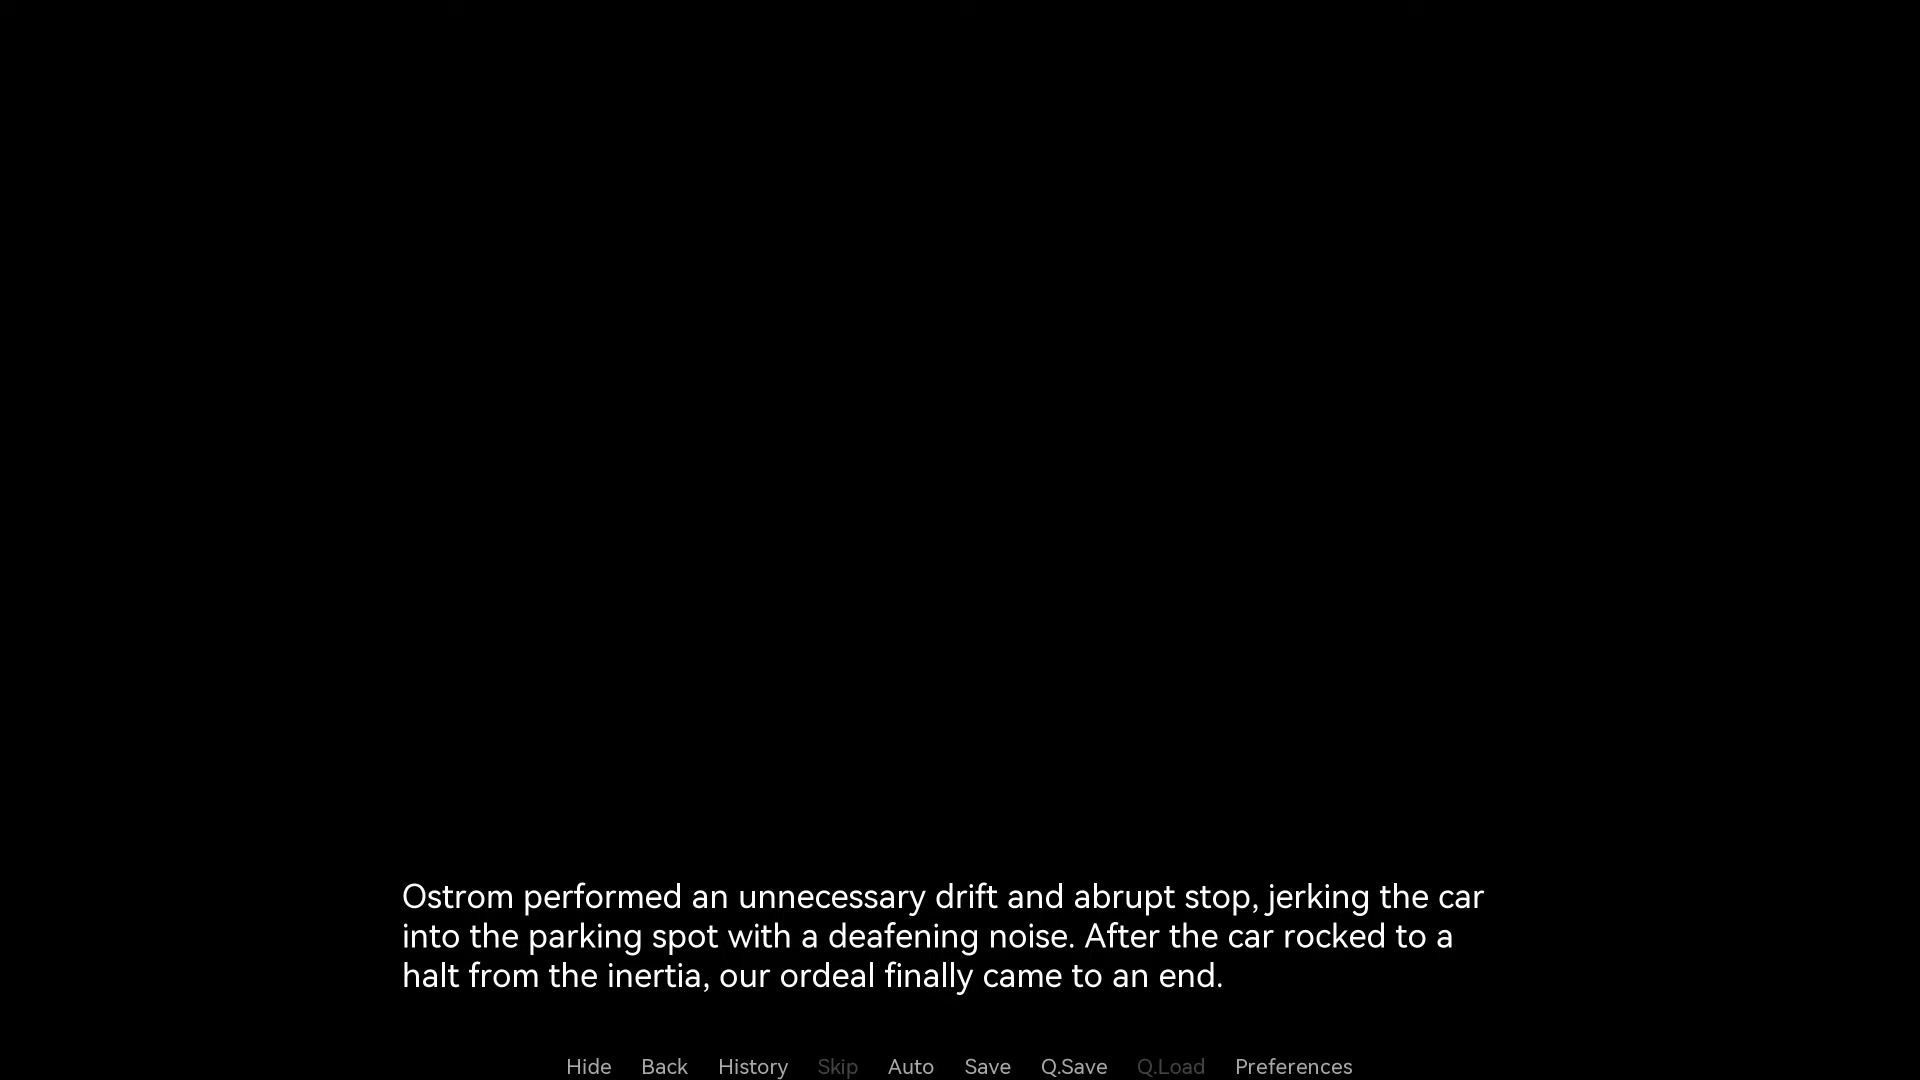 Ostrom performed an unnecessary drift and abrupt stop, jerking the car
into the parking spot with a deafening noise. After the car rocked to a
halt from the inertia, our ordeal finally came to an end.
Hide Back History Skip Auto Save Q.Save Q.Load Preferences